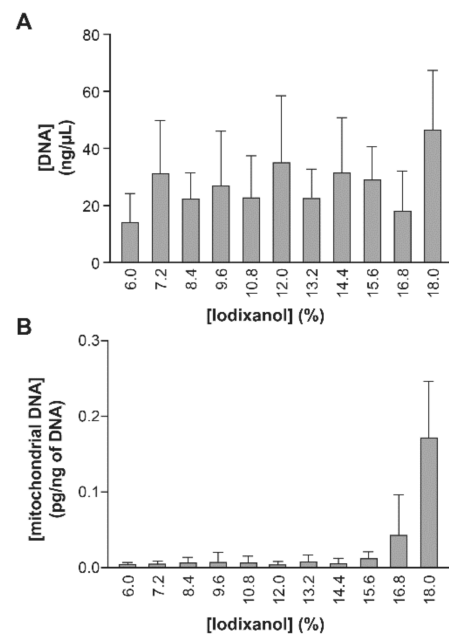 A
80
60
40
20
0
[DNA]
(ng/µL)
6.0 7.2 8.4 9.6 10.8 12.0 13.2 14.4 15.6 16.8 18.0
[Iodixanol] (%)
B
0.3
0.2
0.1
0.0
[mitochondrial DNA]
(pg/ng of DNA)
6.0 7.2 8.4 9.6 10.8 12.0 13.2 14.4 15.6 16.8 18.0
[Iodixanol] (%)